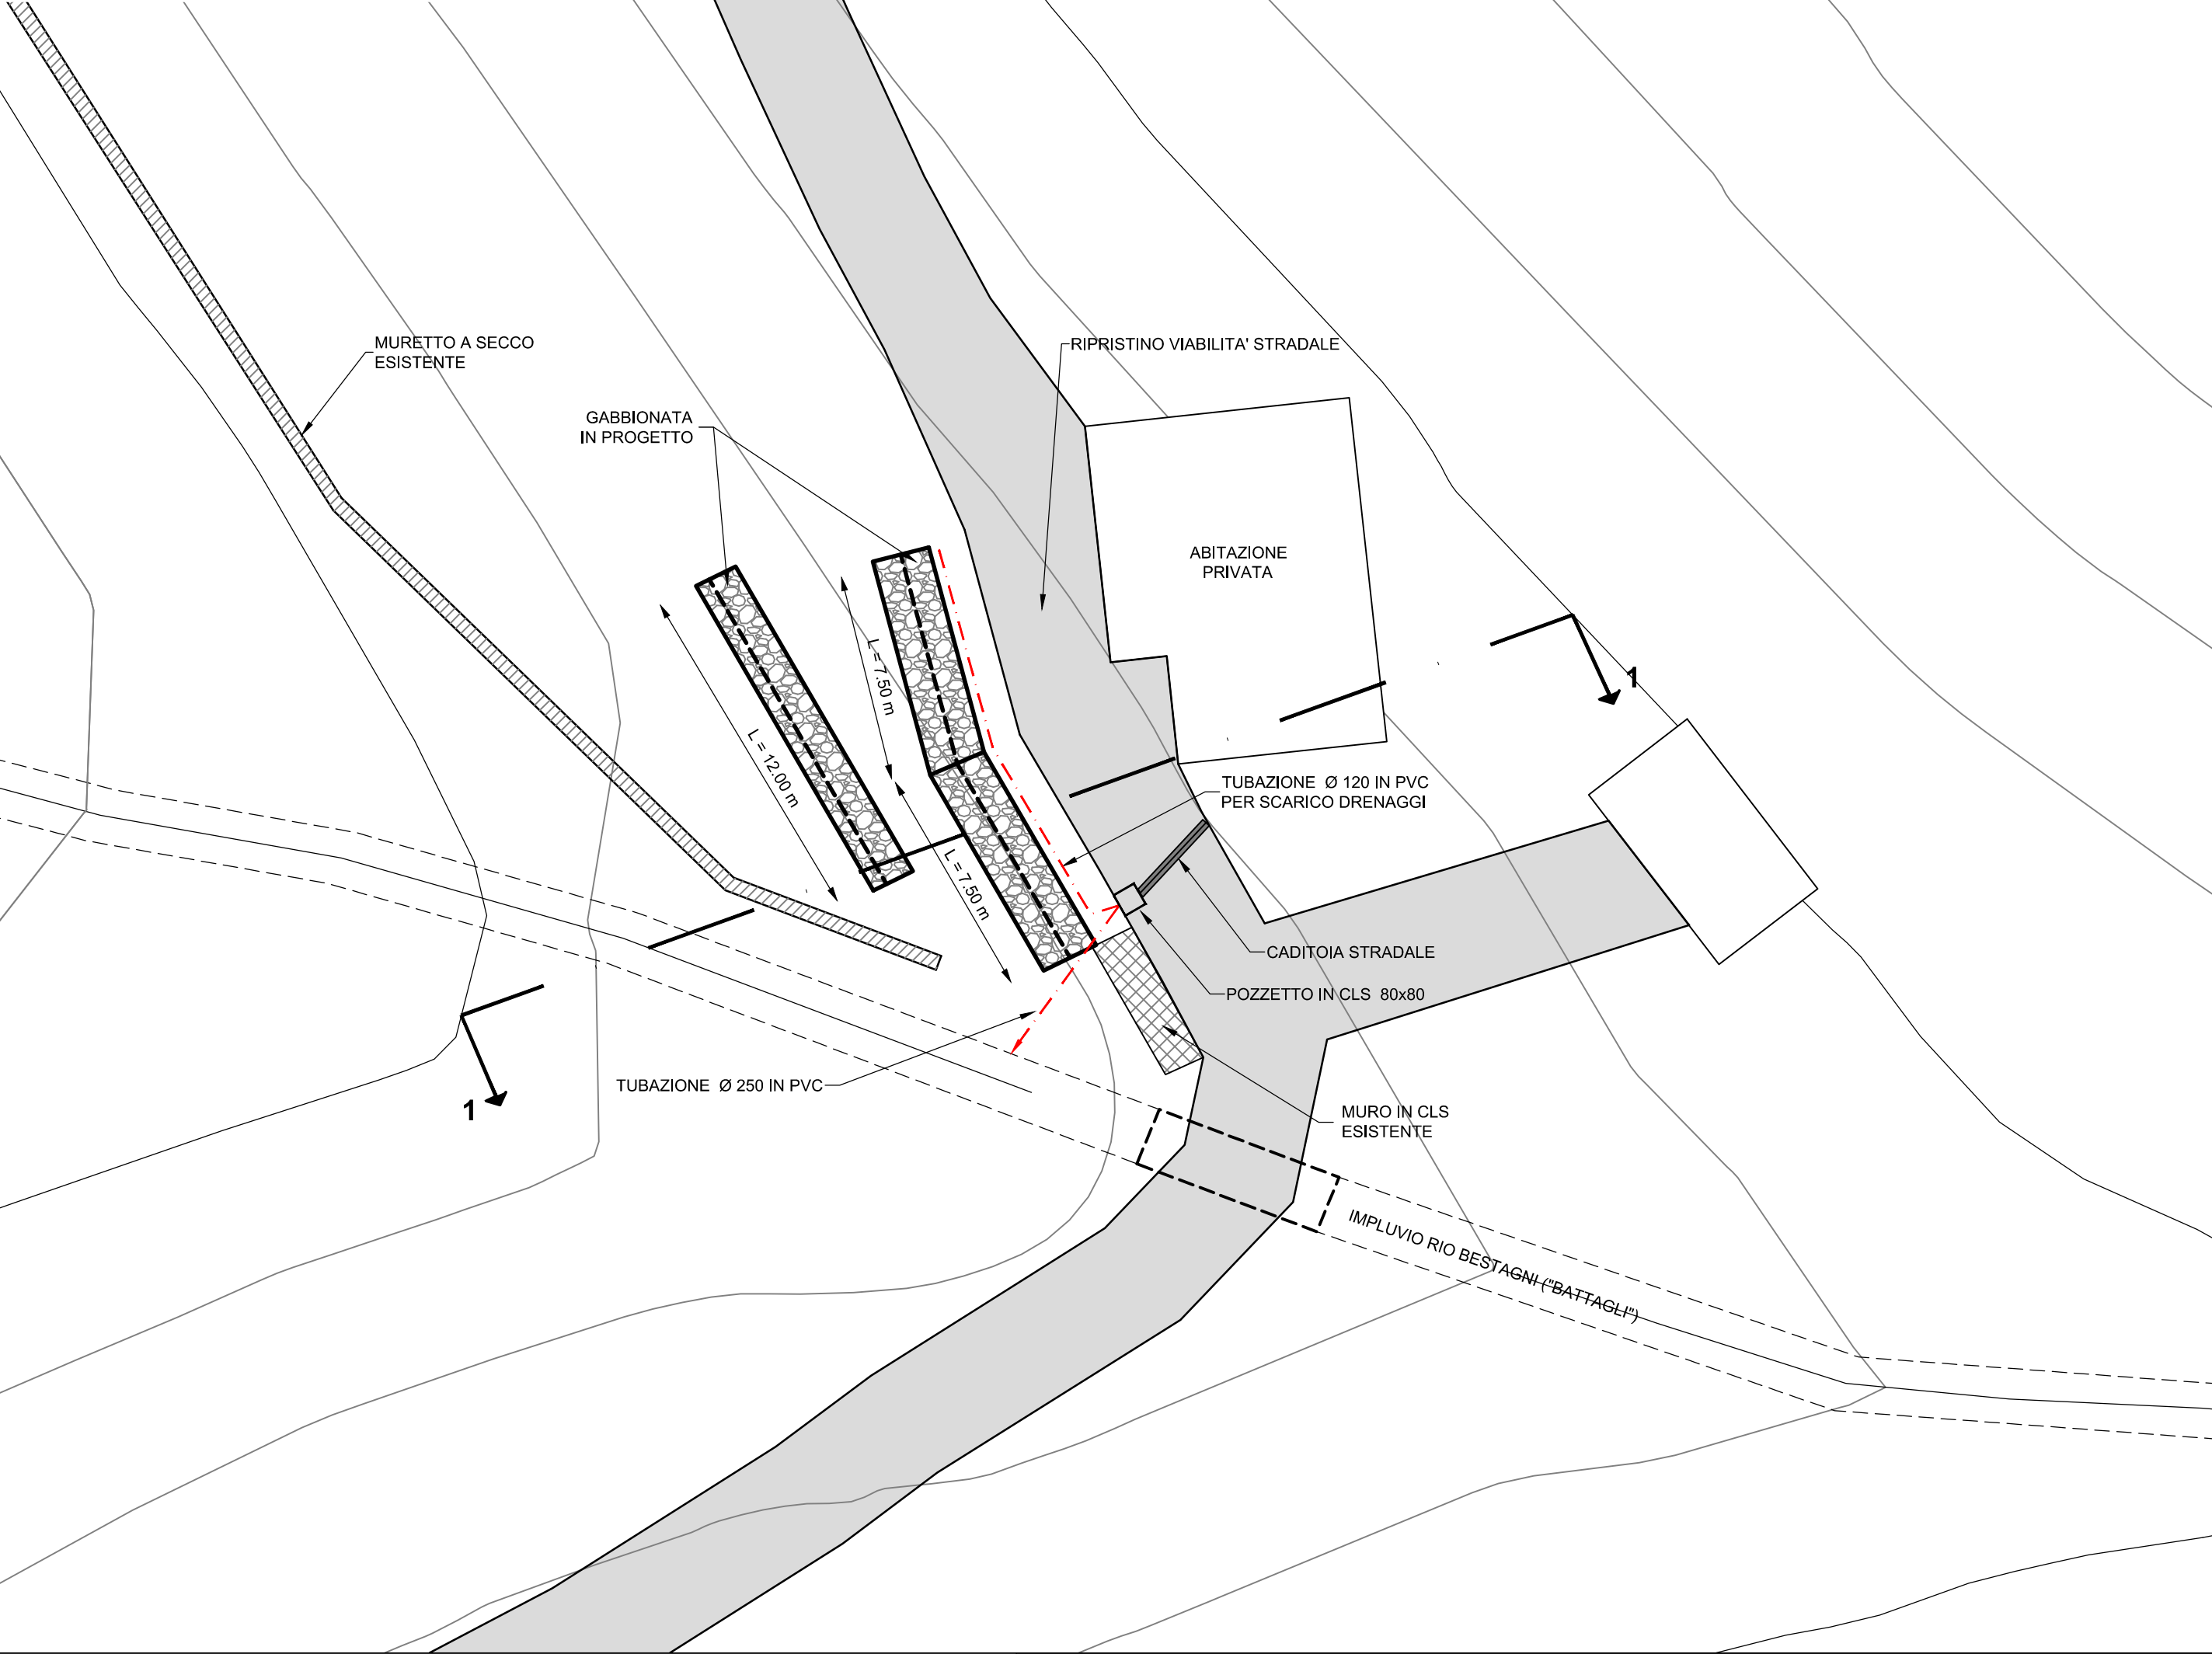 MURETTO A SECCO
ESISTENTE
RIPRISTINO VIABILITA' STRADALE
GABBIONATA
IN PROGETTO
ABITAZIONE
PRIVATA
L = 7.50 m
1
L = 12.00 m
TUBAZIONE Ø 120 IN PVC
PER SCARICO DRENAGGI
L = 7.50 m
CADITOIA STRADALE
POZZETTO IN CLS 80x80
TUBAZIONE Ø 250 IN PVC
1
MURO IN CLS
ESISTENTE
IMPLUVIO RIO BESTAGNI ("BATTAGLI")